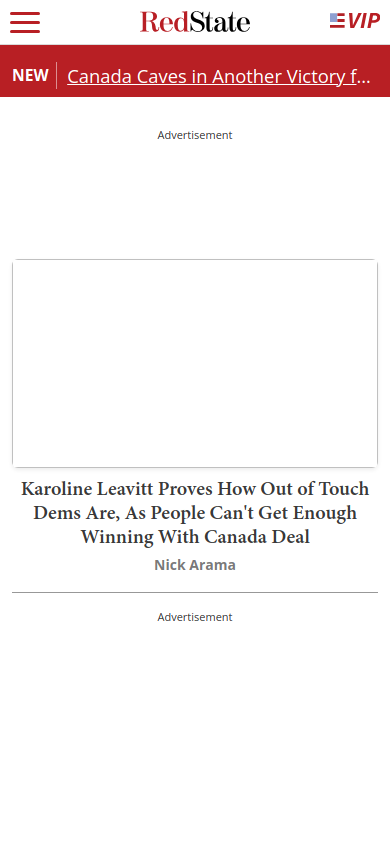 RedState
VIP
NEW
Canada Caves in Another Victory f...
Advertisement
Karoline Leavitt Proves How Out of Touch
Dems Are, As People Can't Get Enough
Winning With Canada Deal
Nick Arama
Advertisement